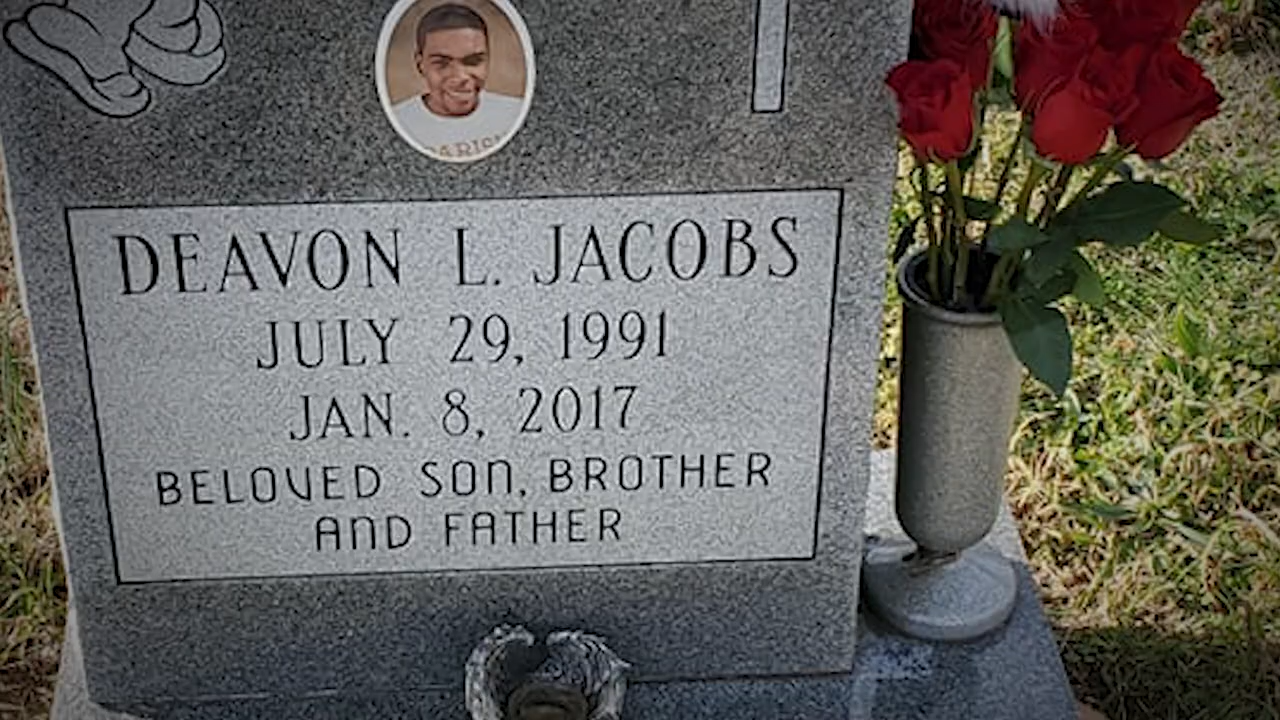 DEAVON L. JACOBS
JULY 29, 1991
JAN. 8, 2017
BELOVED SON, BROTHER
AND FATHER